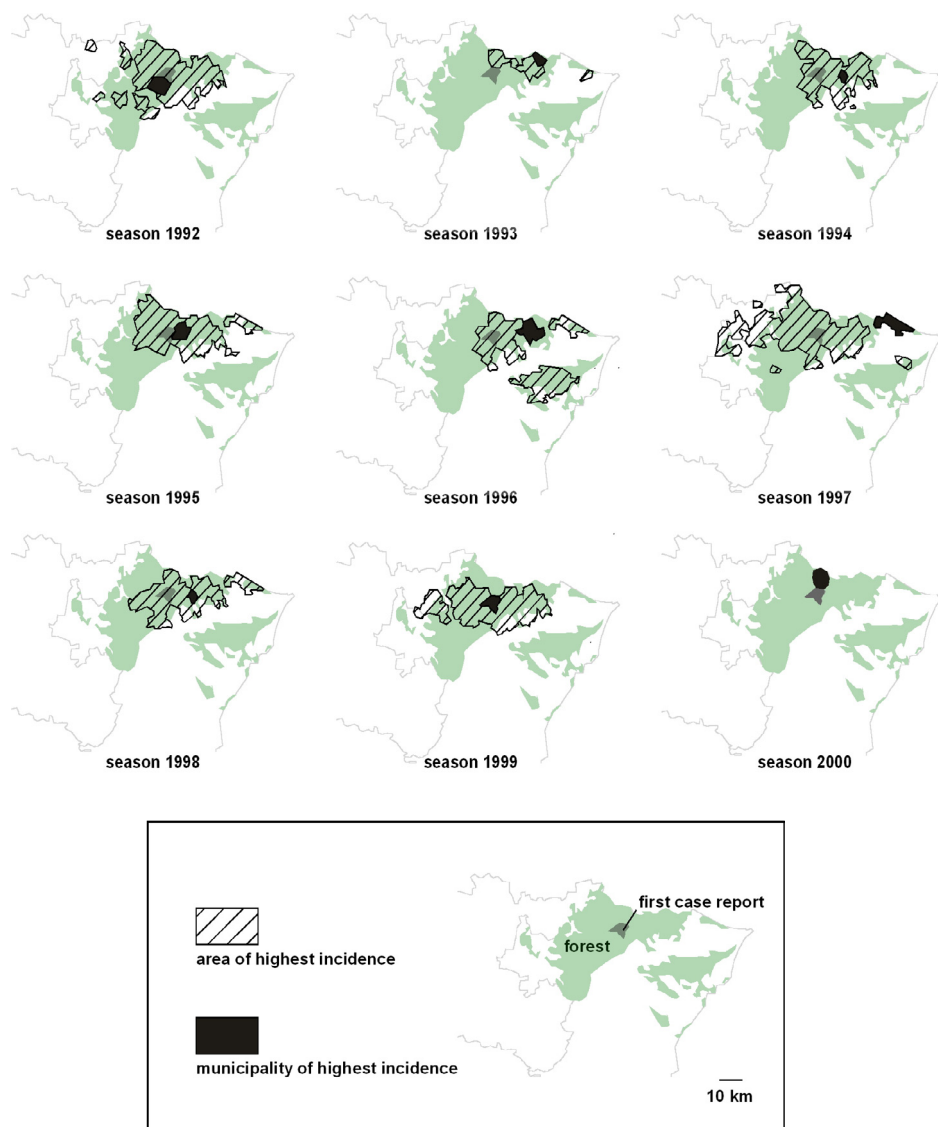 season 1992
season 1993
season 1994
season 1995
season 1996
season 1997
season 1998
season 1999
season 2000
first case report
forest
area of highest incidence
municipality of highest incidence
10 km